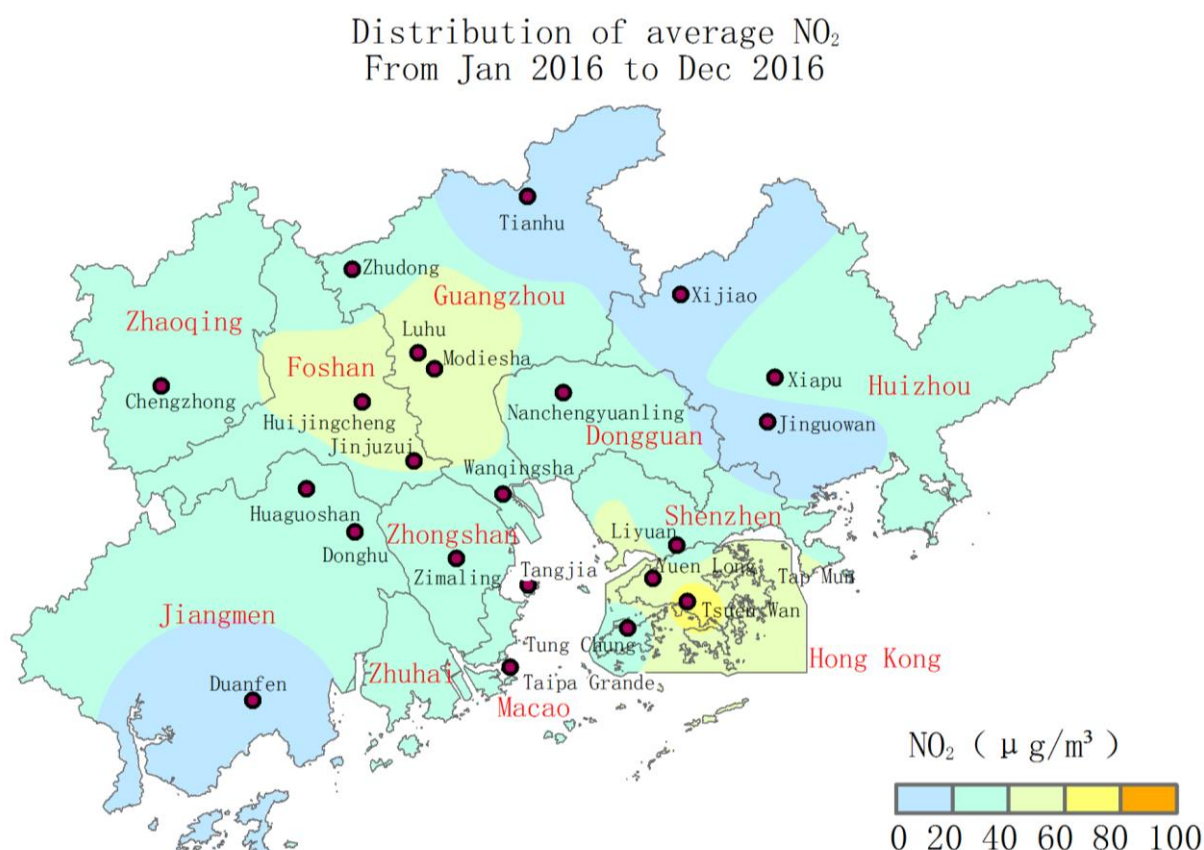 Distribution of average NO₂
From Jan 2016 to Dec 2016
Tianhu
Zhudong
Xijiao
Guangzhou
Zhaoqing
Luhu
Modiesha
Foshan
Xiapu
Huizhou
Chengzhong
Huijingcheng
Nanchengyuanling
Jinguowan
Dongguan
Jinjuzui
Wanqingsha
Huaguoshan
Shenzhen
Zhongshan
Liyuan
Donghu
Yuen Long
Zimaling
Tangjia
Tap Mun
Tsuen Wan
Jiangmen
Tung Chung
Hong Kong
Zhuhai
Duanfen
Taipa Grande
Macao
NO₂ ( μg/m³ )
0 20 40 60 80 100